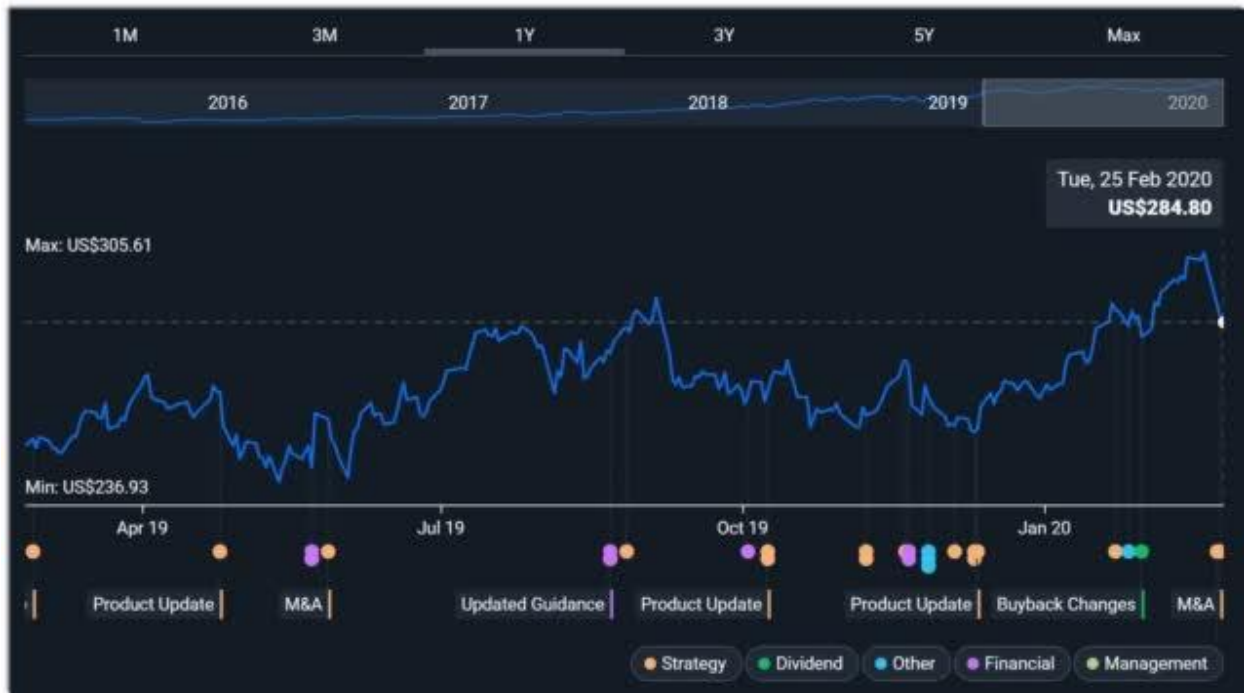 1M 3M 1Y 3Y 5Y Max
2016 2017 2018 2019 2020
Tue, 25 Feb 2020
US$284.80
Max: US$305.61
Min: US$236.93
Apr 19 Jul 19 Oct 19 Jan 20
Product Update M&A Updated Guidance Product Update Product Update Buyback Changes M&A
Strategy Dividend Other Financial Management